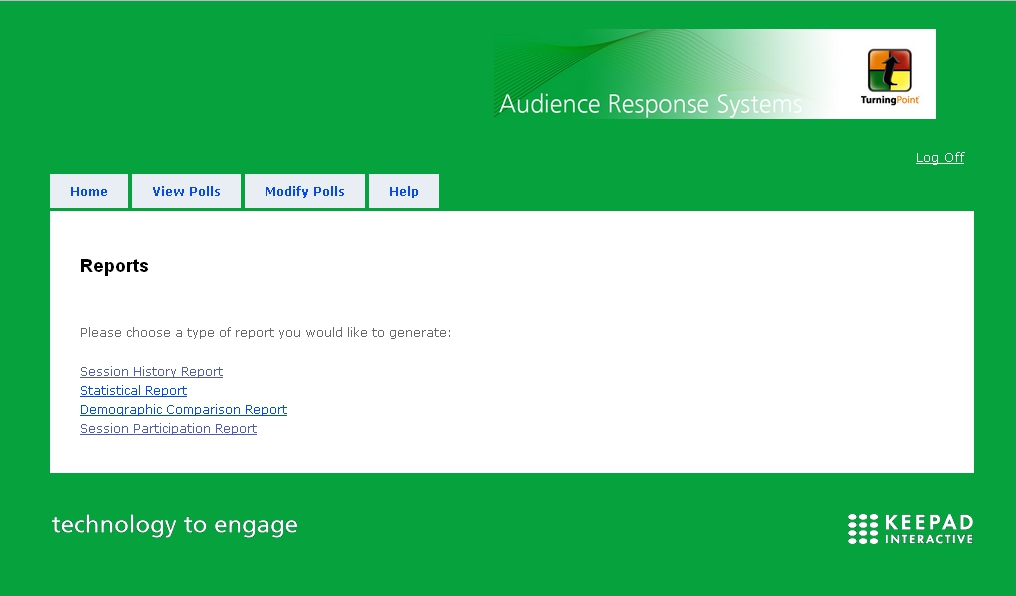 Audience Response Systems
TurningPoint
Log Off
Home View Polls Modify Polls Help
Reports
Please choose a type of report you would like to generate:
Session History Report
Statistical Report
Demographic Comparison Report
Session Participation Report
technology to engage
KEEPAD
INTERACTIVE